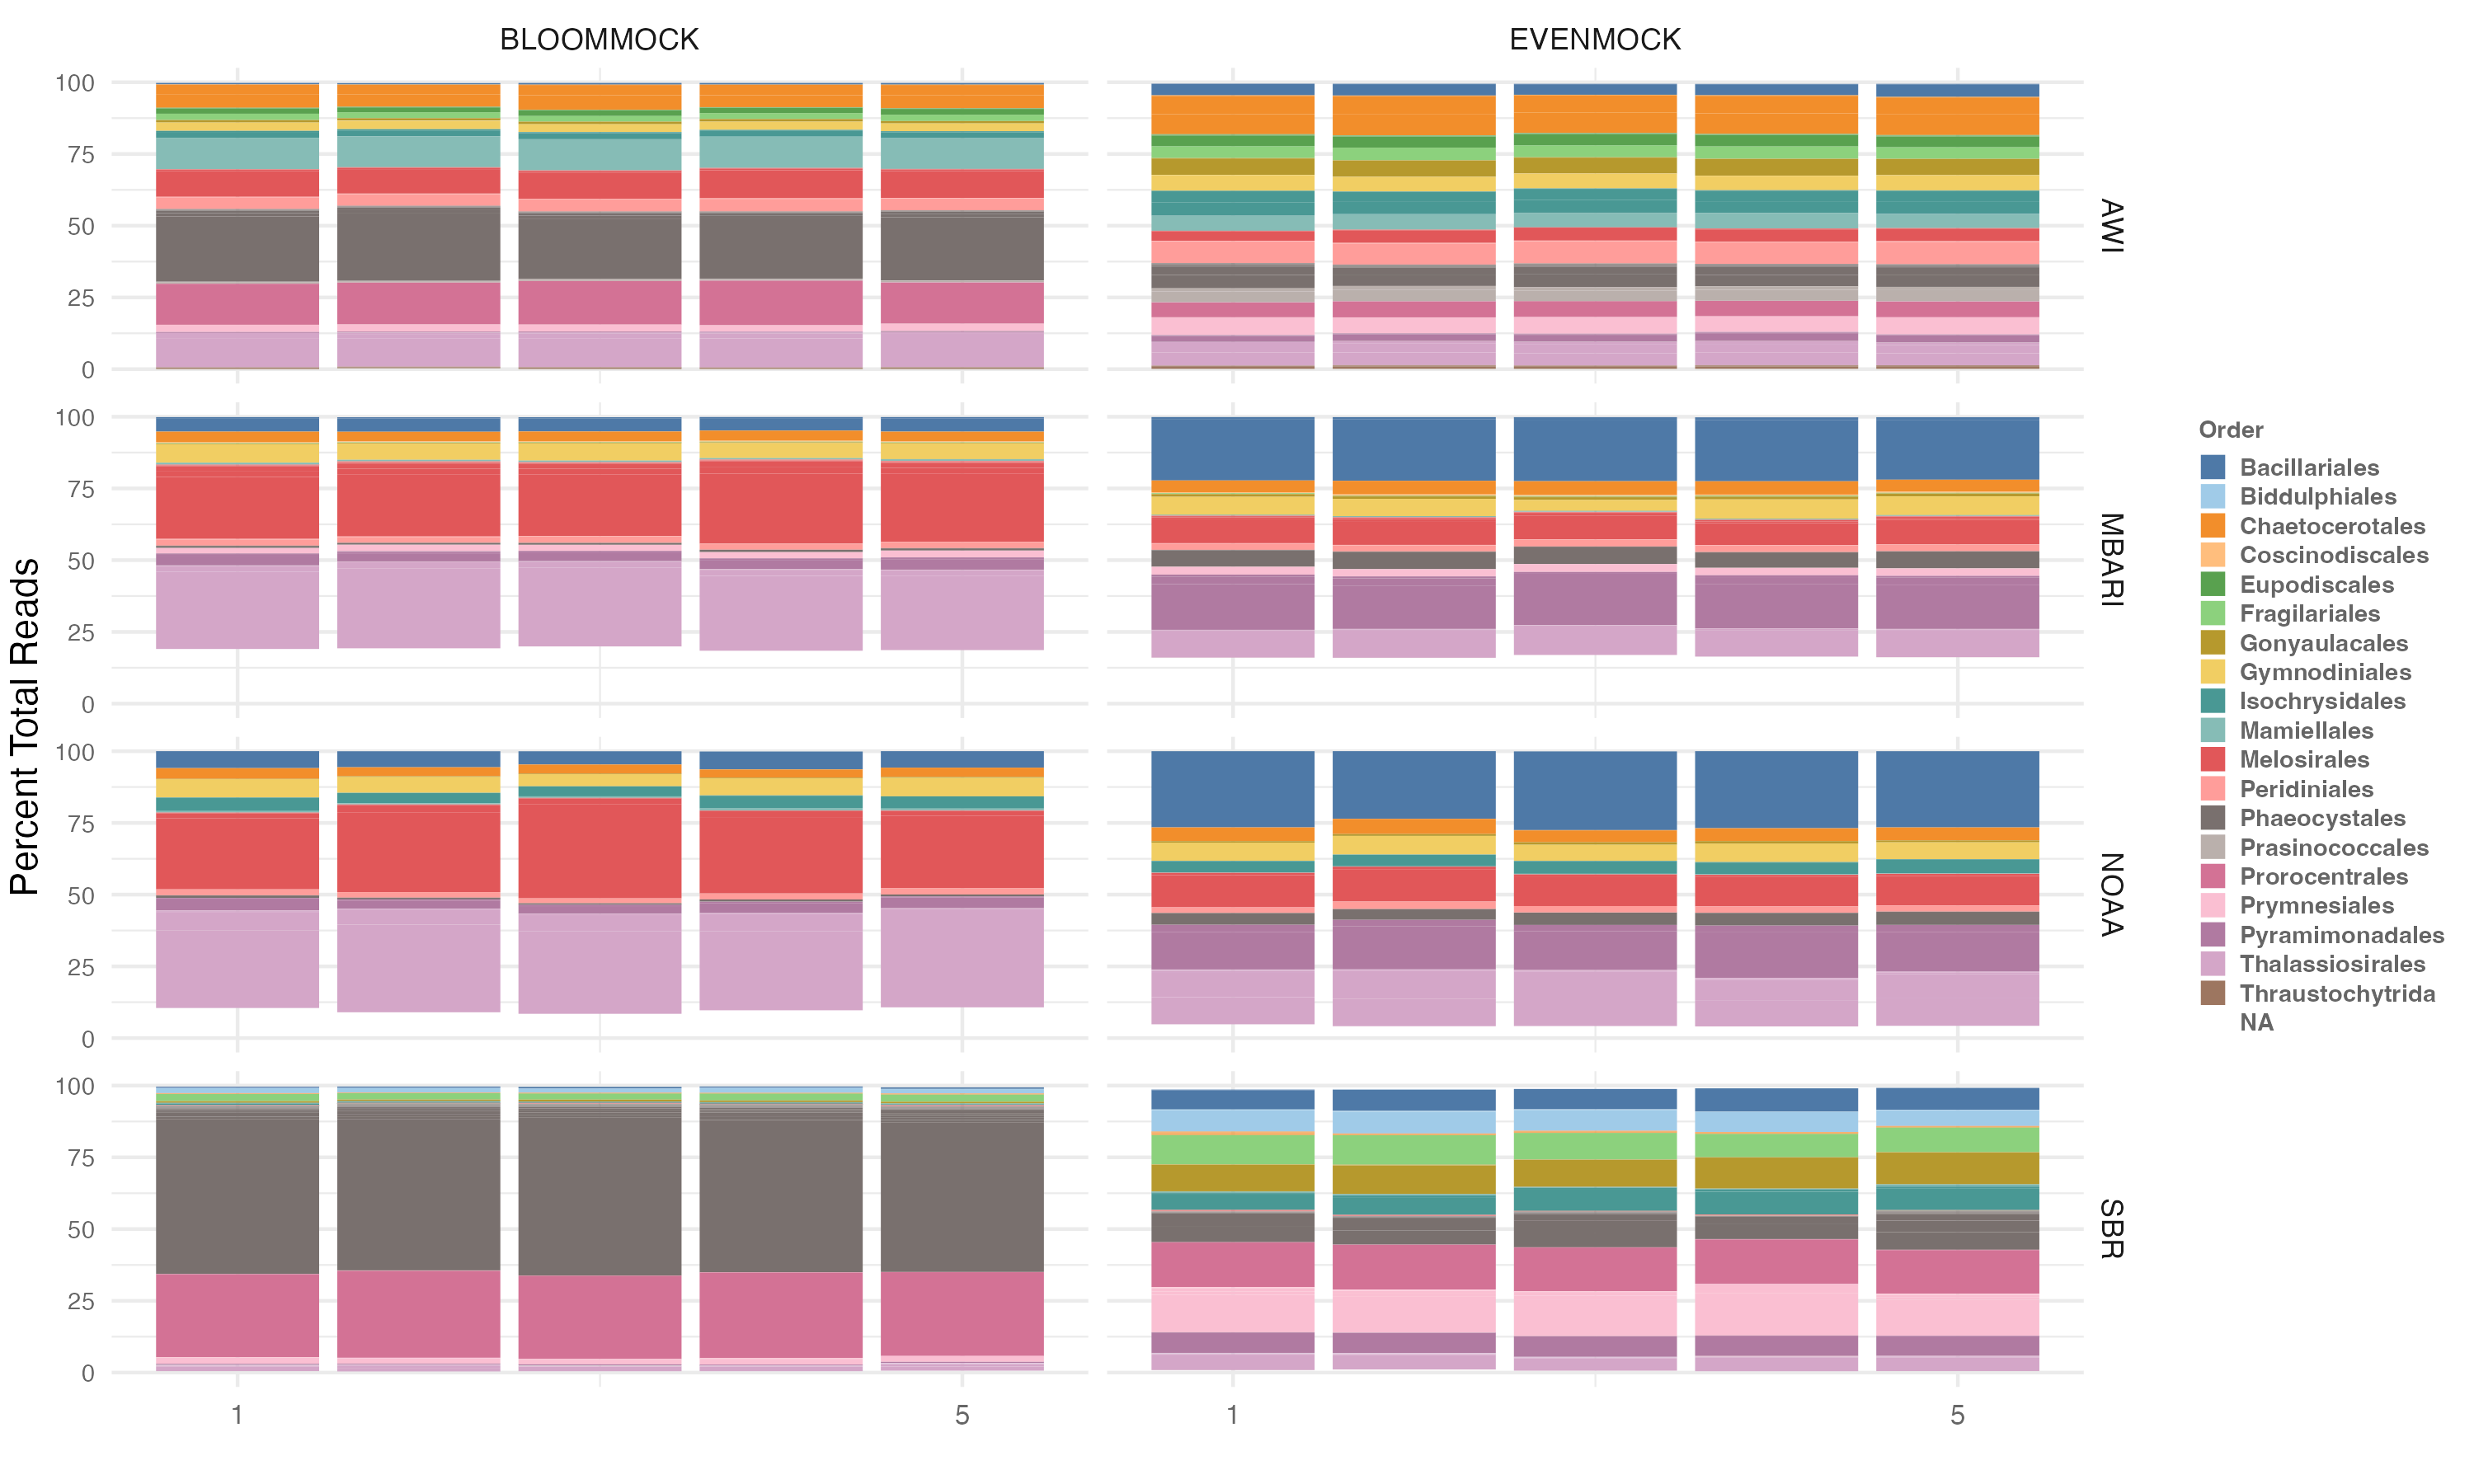 BLOOMMOCK
EVENMOCK
Percent Total Reads
100
75
50
25
0
AWI
100
75
50
25
0
MBARI
100
75
50
25
0
NOAA
100
75
50
25
0
SBR
1
5
1
5
Order
Bacillariales
Biddulphiales
Chaetocerotales
Coscinodiscales
Eupodiscales
Fragilariales
Gonyaulacales
Gymnodiniales
Isochrysidales
Mamiellales
Melosirales
Peridiniales
Phaeocystales
Prasinococcales
Prorocentrales
Prymnesiales
Pyramimonadales
Thalassiosirales
Thraustochytrida
NA